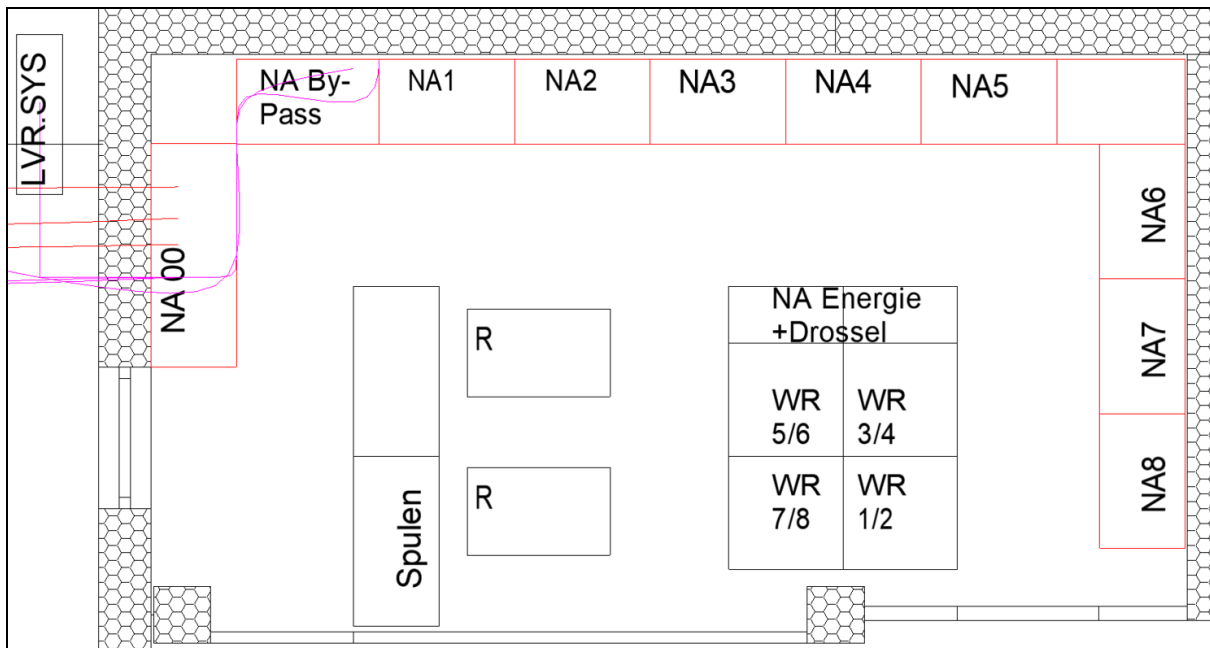 LVR.SYS
NA By-
Pass
NA1
NA2
NA3
NA4
NA5
NA6
NA 00
NA Energie
+Drossel
R
NA7
WR
5/6
WR
3/4
R
WR
7/8
WR
1/2
NA8
Spulen